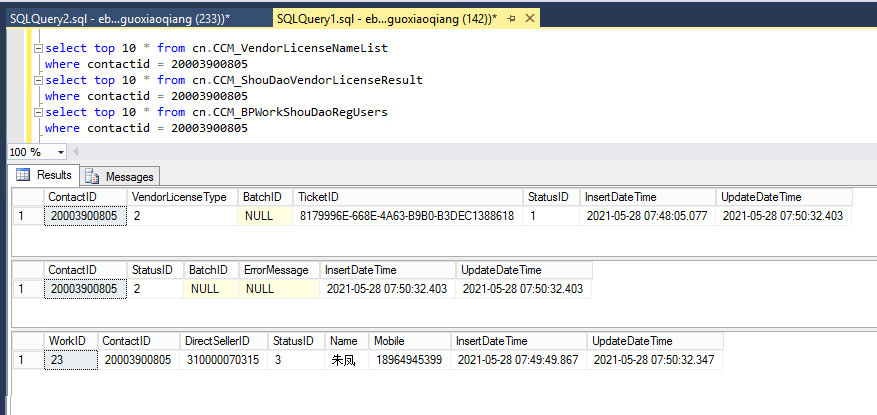 SQLQuery2.sql - eb...guoxiaoqiang (233))* SQLQuery1.sql - eb...guoxiaoqiang (142))*
select top 10 * from cn.CCM_VendorLicenseNameList
where contactid = 20003900805
select top 10 * from cn.CCM_ShouDaoVendorLicenseResult
where contactid = 20003900805
select top 10 * from cn.CCM_BPWorkShouDaoRegUsers
where contactid = 20003900805
100 %
Results Messages
ContactID VendorLicenseType BatchID TicketID StatusID InsertDateTime UpdateDateTime
1 20003900805 2 NULL 8179996E-668E-4A63-B9B0-B3DEC1388618 1 2021-05-28 07:48:05.077 2021-05-28 07:50:32.403
ContactID StatusID BatchID ErrorMessage InsertDateTime UpdateDateTime
1 20003900805 2 NULL NULL 2021-05-28 07:50:32.403 2021-05-28 07:50:32.403
WorkID ContactID DirectSellerID StatusID Name Mobile InsertDateTime UpdateDateTime
1 23 20003900805 310000070315 3 朱凤 18964945399 2021-05-28 07:49:49.867 2021-05-28 07:50:32.347